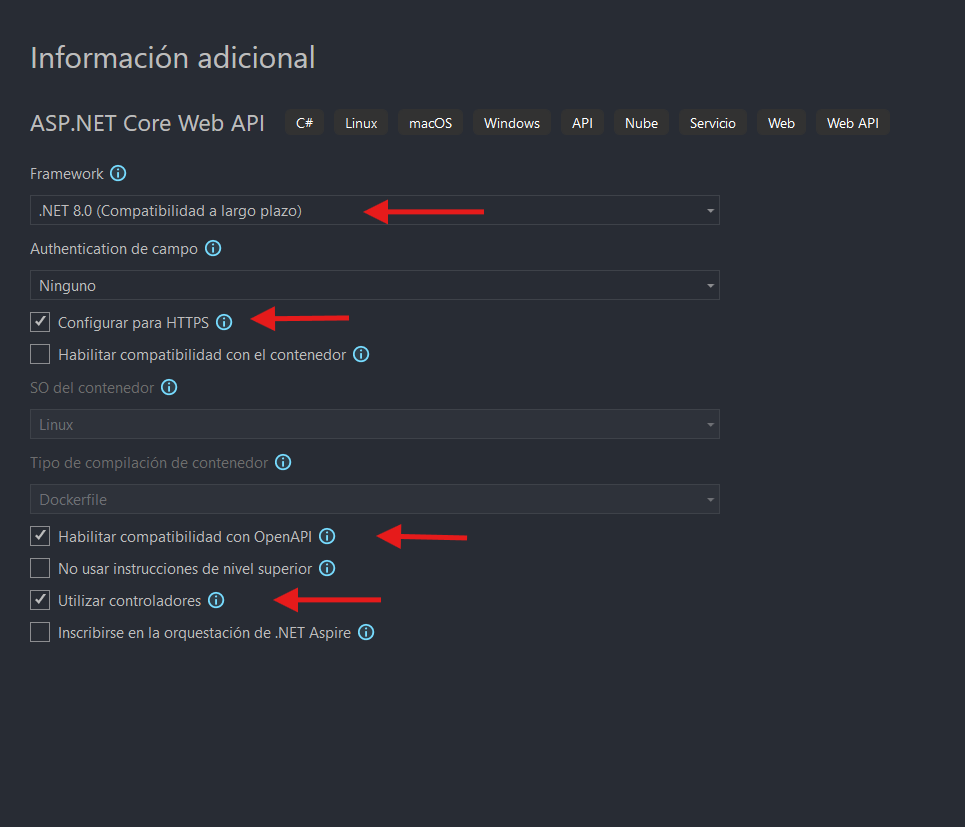 Información adicional
ASP.NET Core Web API C# Linux macOS Windows API Nube Servicio Web Web API
Framework
.NET 8.0 (Compatibilidad a largo plazo)
Authentication de campo
Ninguno
Configurar para HTTPS
Habilitar compatibilidad con el contenedor
SO del contenedor
Linux
Tipo de compilación de contenedor
Dockerfile
Habilitar compatibilidad con OpenAPI
No usar instrucciones de nivel superior
Utilizar controladores
Inscribirse en la orquestación de .NET Aspire